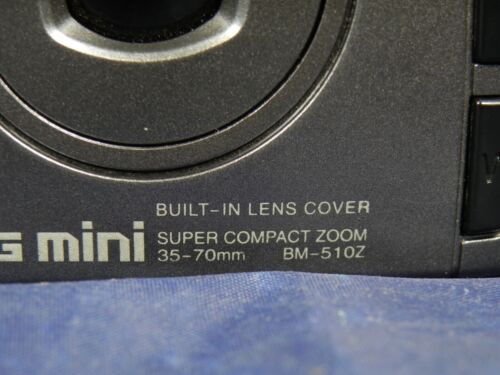 BUILT-IN LENS COVER
G mini SUPER COMPACT ZOOM
35-70mm BM-510Z